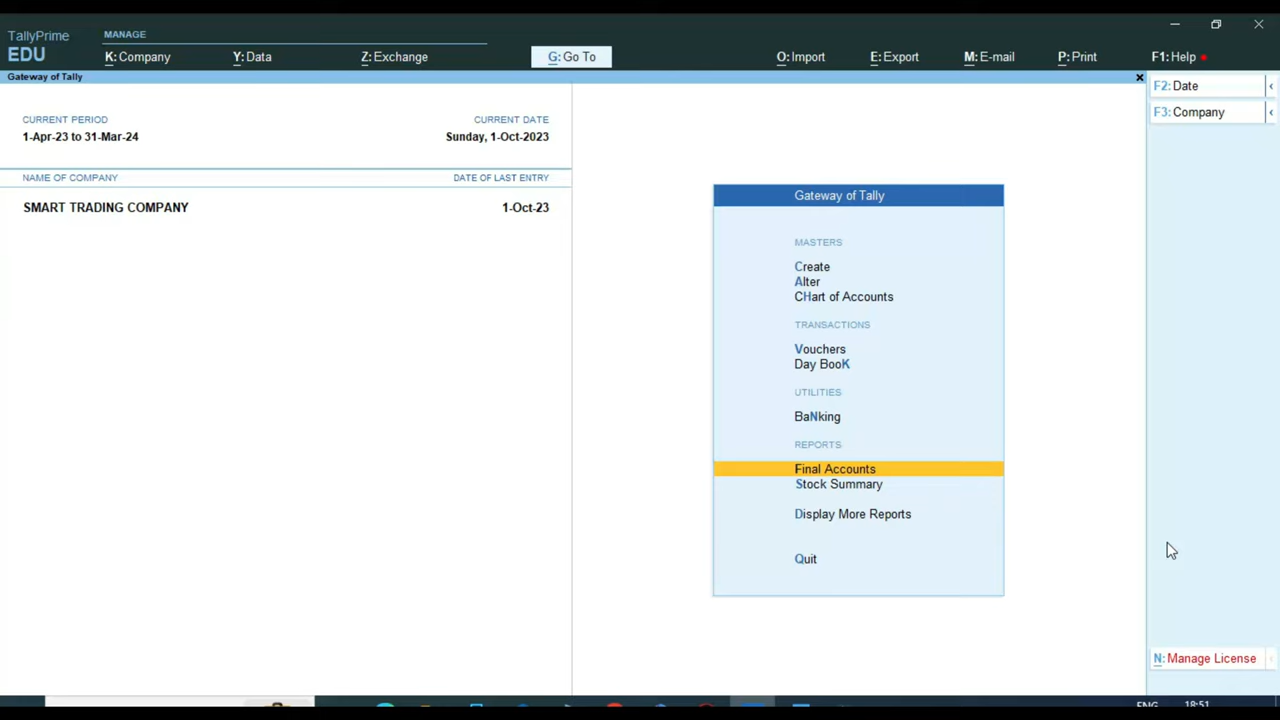 TallyPrime
EDU
MANAGE
K: Company
Y: Data
Z: Exchange
G: Go To
O: Import
E: Export
M: E-mail
P: Print
F1: Help
Gateway of Tally
F2: Date
F3: Company
CURRENT PERIOD
CURRENT DATE
1-Apr-23 to 31-Mar-24
Sunday, 1-Oct-2023
NAME OF COMPANY
DATE OF LAST ENTRY
SMART TRADING COMPANY
1-Oct-23
Gateway of Tally
MASTERS
Create
Alter
CHart of Accounts
TRANSACTIONS
Vouchers
Day BooK
UTILITIES
BaNking
REPORTS
Final Accounts
Stock Summary
Display More Reports
Quit
N: Manage License
ENG
18:51